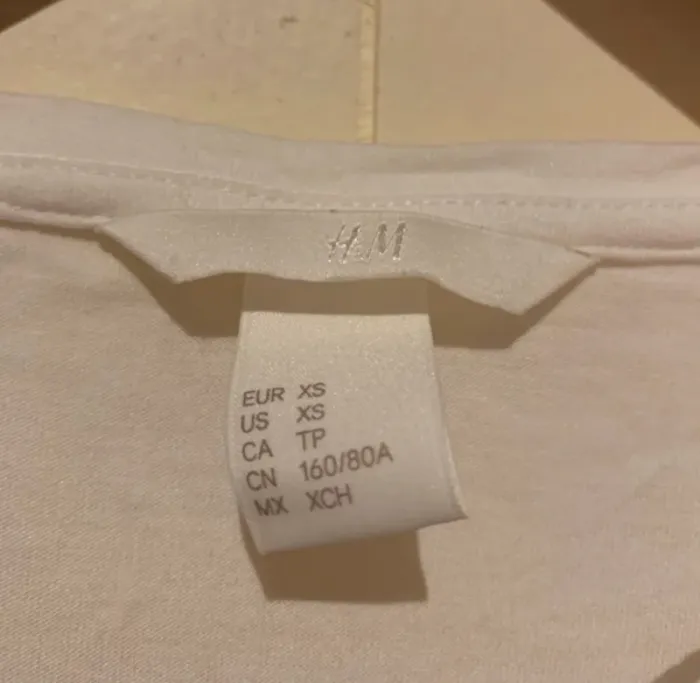 H&M
EUR XS
US XS
CA TP
CN 160/80A
MX XCH